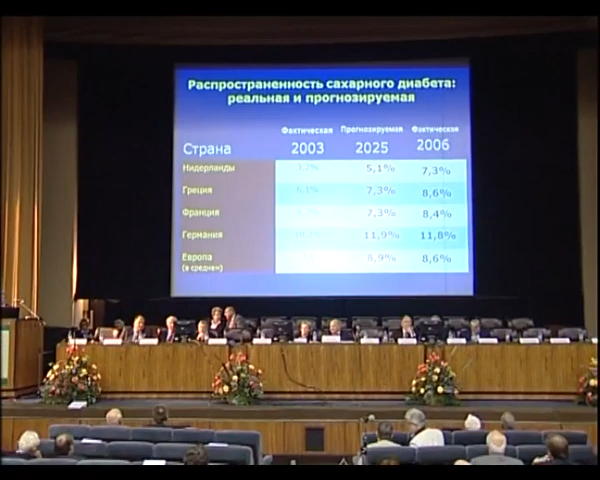 Распространенность сахарного диабета:
реальная и прогнозируемая
Фактическая Прогнозируемая Фактическая
Страна 2003 2025 2006
Нидерланды 5,1% 7,3%
Греция 7,3% 8,6%
Франция 7,3% 8,4%
Германия 11,9% 11,8%
Европа 8,9% 8,6%
(в среднем)